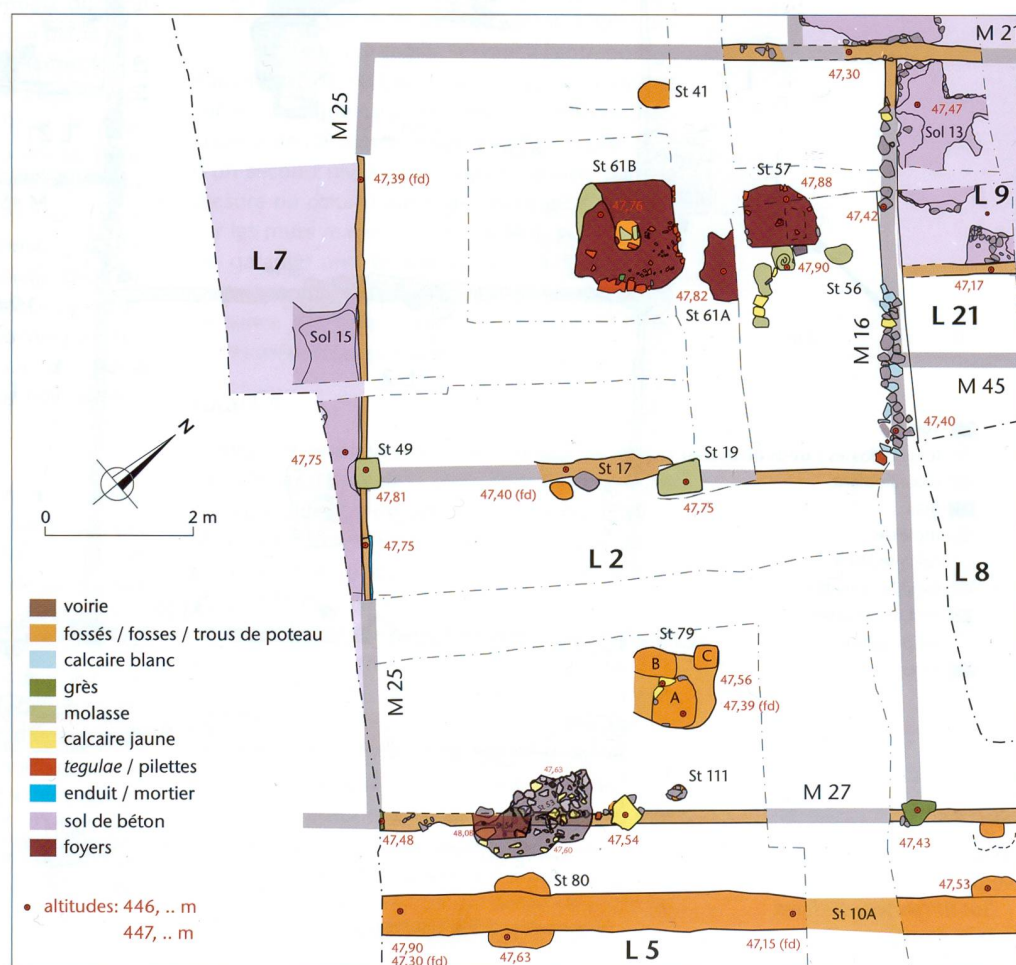 M 21
47,30
St 41
M 25
47,47
Sol 13
St 61B
St 57
47,39 (fd)
47,88
47,76
47,42
L 9
L 7
47,90
47,17
47,82
St 56
St 61A
L 21
Sol 15
M 16
M 45
N
47,40
St 49
St 19
47,75
St 17
47,81
47,40 (fd)
47,75
0
2 m
47,75
L 2
L 8
voirie
fossés / fosses / trous de poteau
calcaire blanc
grès
molasse
calcaire jaune
tegulae / pilettes
enduit / mortier
sol de béton
foyers
altitudes: 446, .. m
447, .. m
St 79
B
C
47,56
A
47,39 (fd)
M 25
47,63
St 111
M 27
St 53
48,08
47,48
47,60
47,54
47,43
St 80
47,53
St 10A
47,90
47,30 (fd)
47,63
L 5
47,15 (fd)